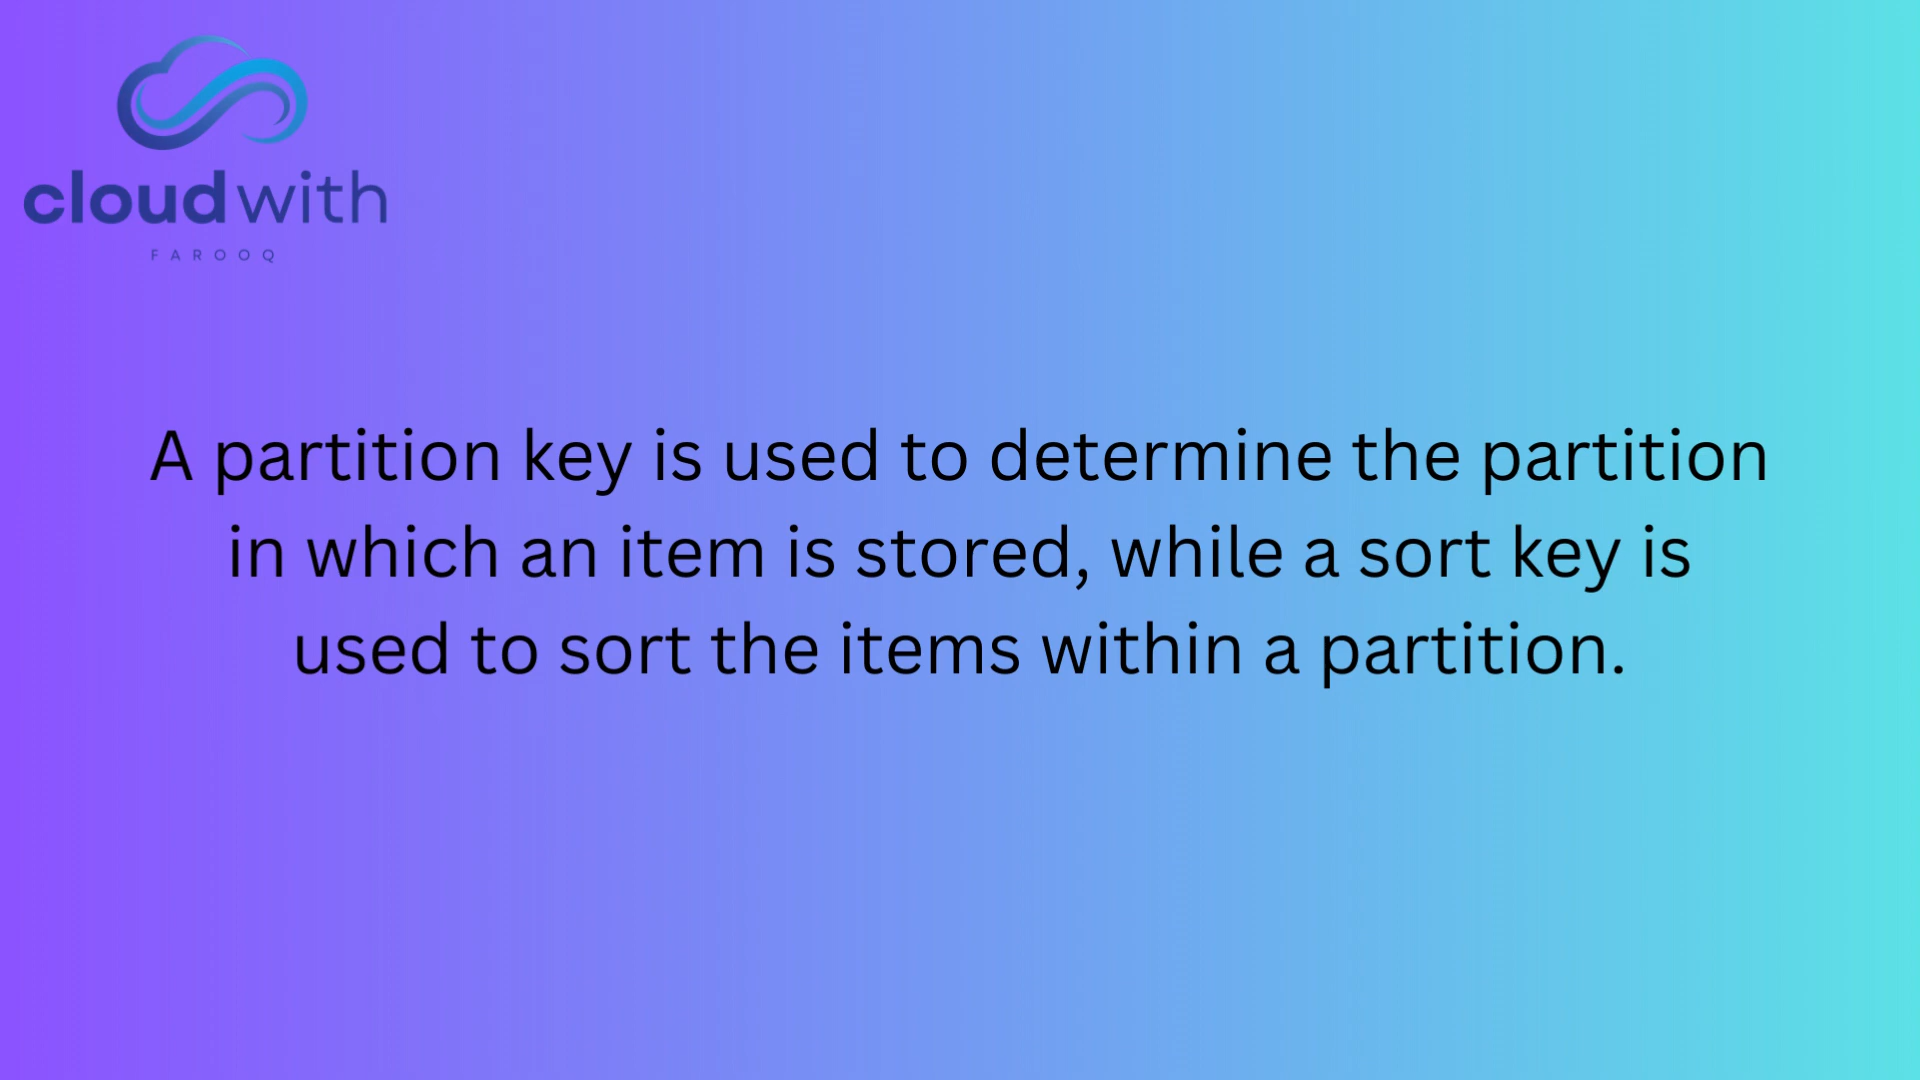 cloud with
FAROOQ
A partition key is used to determine the partition
in which an item is stored, while a sort key is
used to sort the items within a partition.